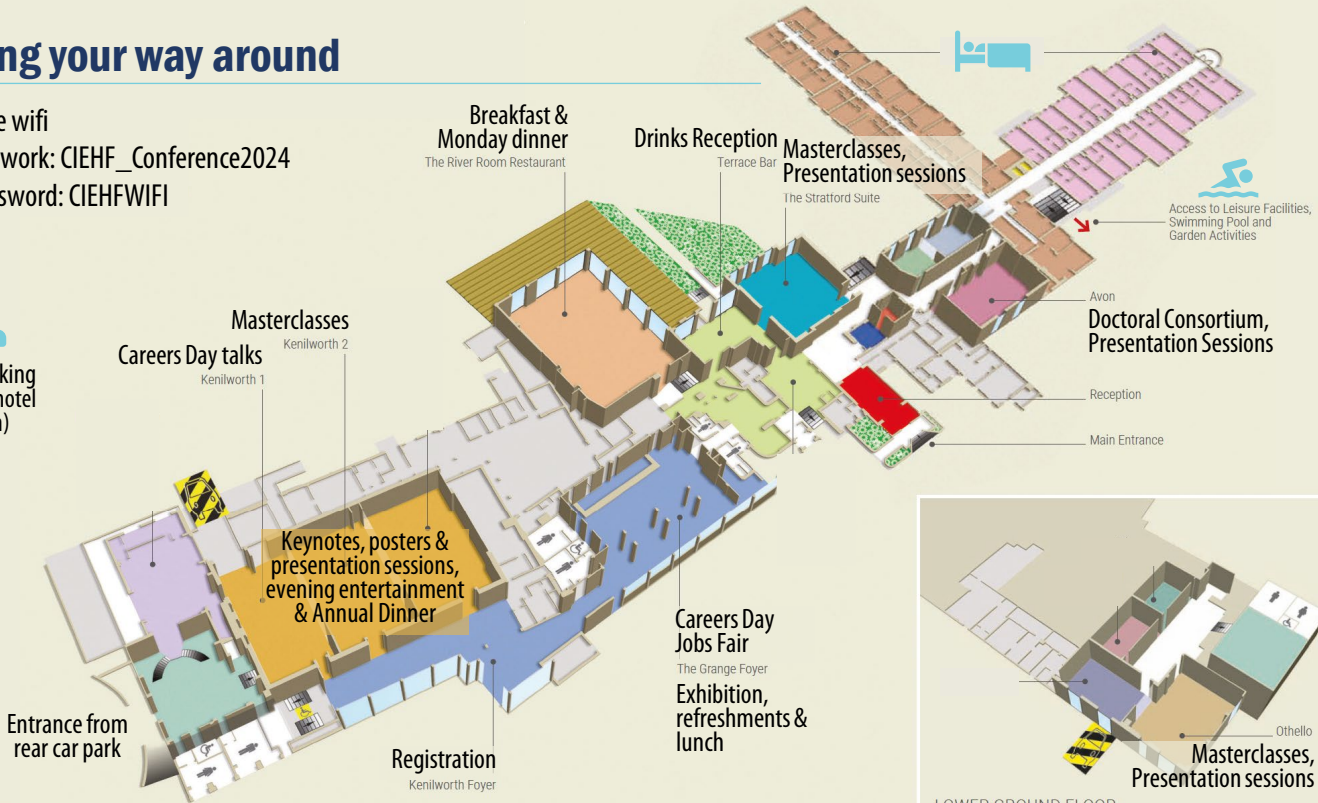 ng your way around
e wifi
work: CIEHF_Conference2024
ssword: CIEHFWIFI
Breakfast &
Monday dinner
The River Room Restaurant
Drinks Reception
Terrace Bar
Masterclasses,
Presentation sessions
The Stratford Suite
Access to Leisure Facilities,
Swimming Pool and
Garden Activities
Avon
Doctoral Consortium,
Presentation Sessions
Reception
Main Entrance
Masterclasses
Kenilworth 2
Careers Day talks
Kenilworth 1
king
hotel
)
Keynotes, posters &
presentation sessions,
evening entertainment
& Annual Dinner
Careers Day
Jobs Fair
The Grange Foyer
Exhibition,
refreshments &
lunch
Entrance from
rear car park
Registration
Kenilworth Foyer
Othello
Masterclasses,
Presentation sessions
LOWER GROUND FLOOR